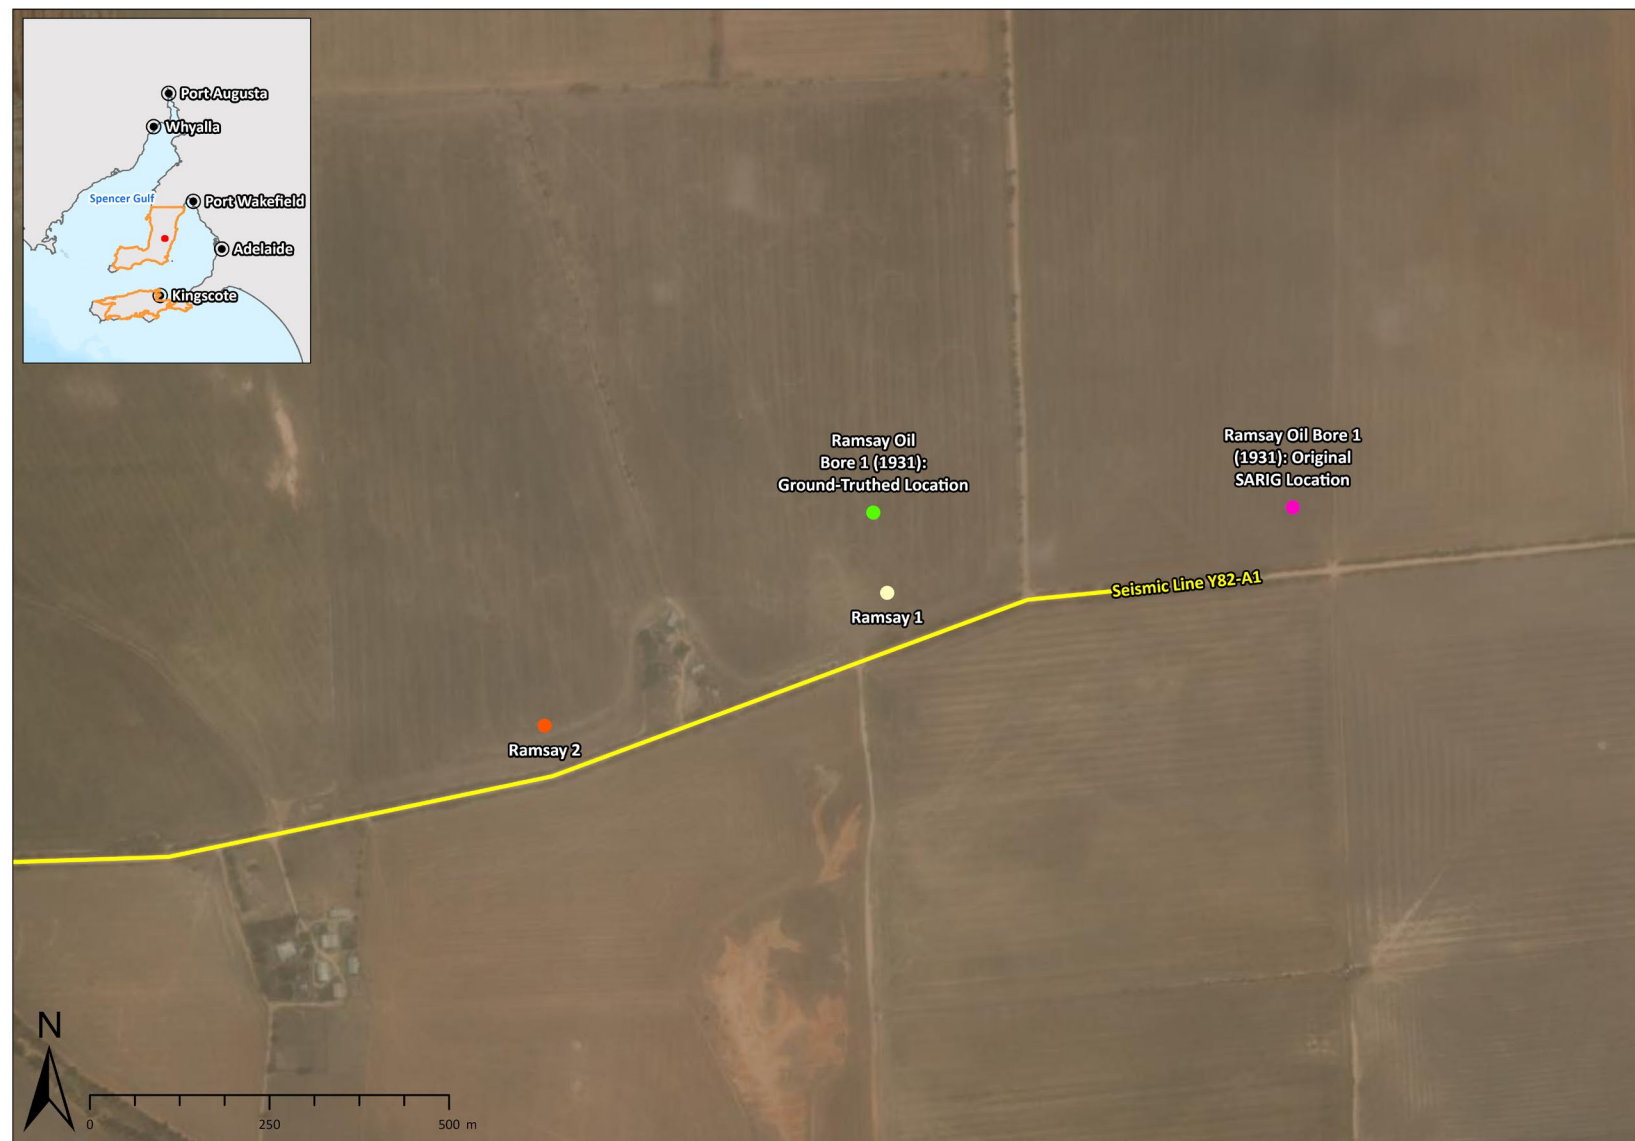 Port Augusta
Whyalla
Spencer Gulf
Port Wakefield
Adelaide
Kingscote
Ramsay Oil
Bore 1 (1931):
Ground-Truthed Location
Ramsay Oil Bore 1
(1931): Original
SARIG Location
Seismic Line Y82-A1
Ramsay 1
Ramsay 2
N
0 250 500 m